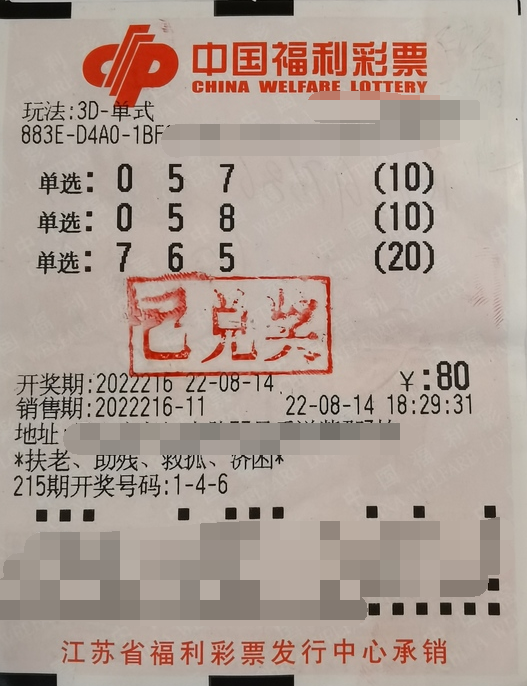 中国福利彩票
CHINA WELFARE LOTTERY
玩法:3D-单式
883E-D4A0-1BF
单选: 0 5 7 (10)
单选: 0 5 8 (10)
单选: 7 6 5 (20)
已兑奖
开奖期:2022216 22-08-14 ¥:80
销售期:2022216-11 22-08-14 18:29:31
地址:
*扶老、助残、救孤、济困*
215期开奖号码:1-4-6
江苏省福利彩票发行中心承销